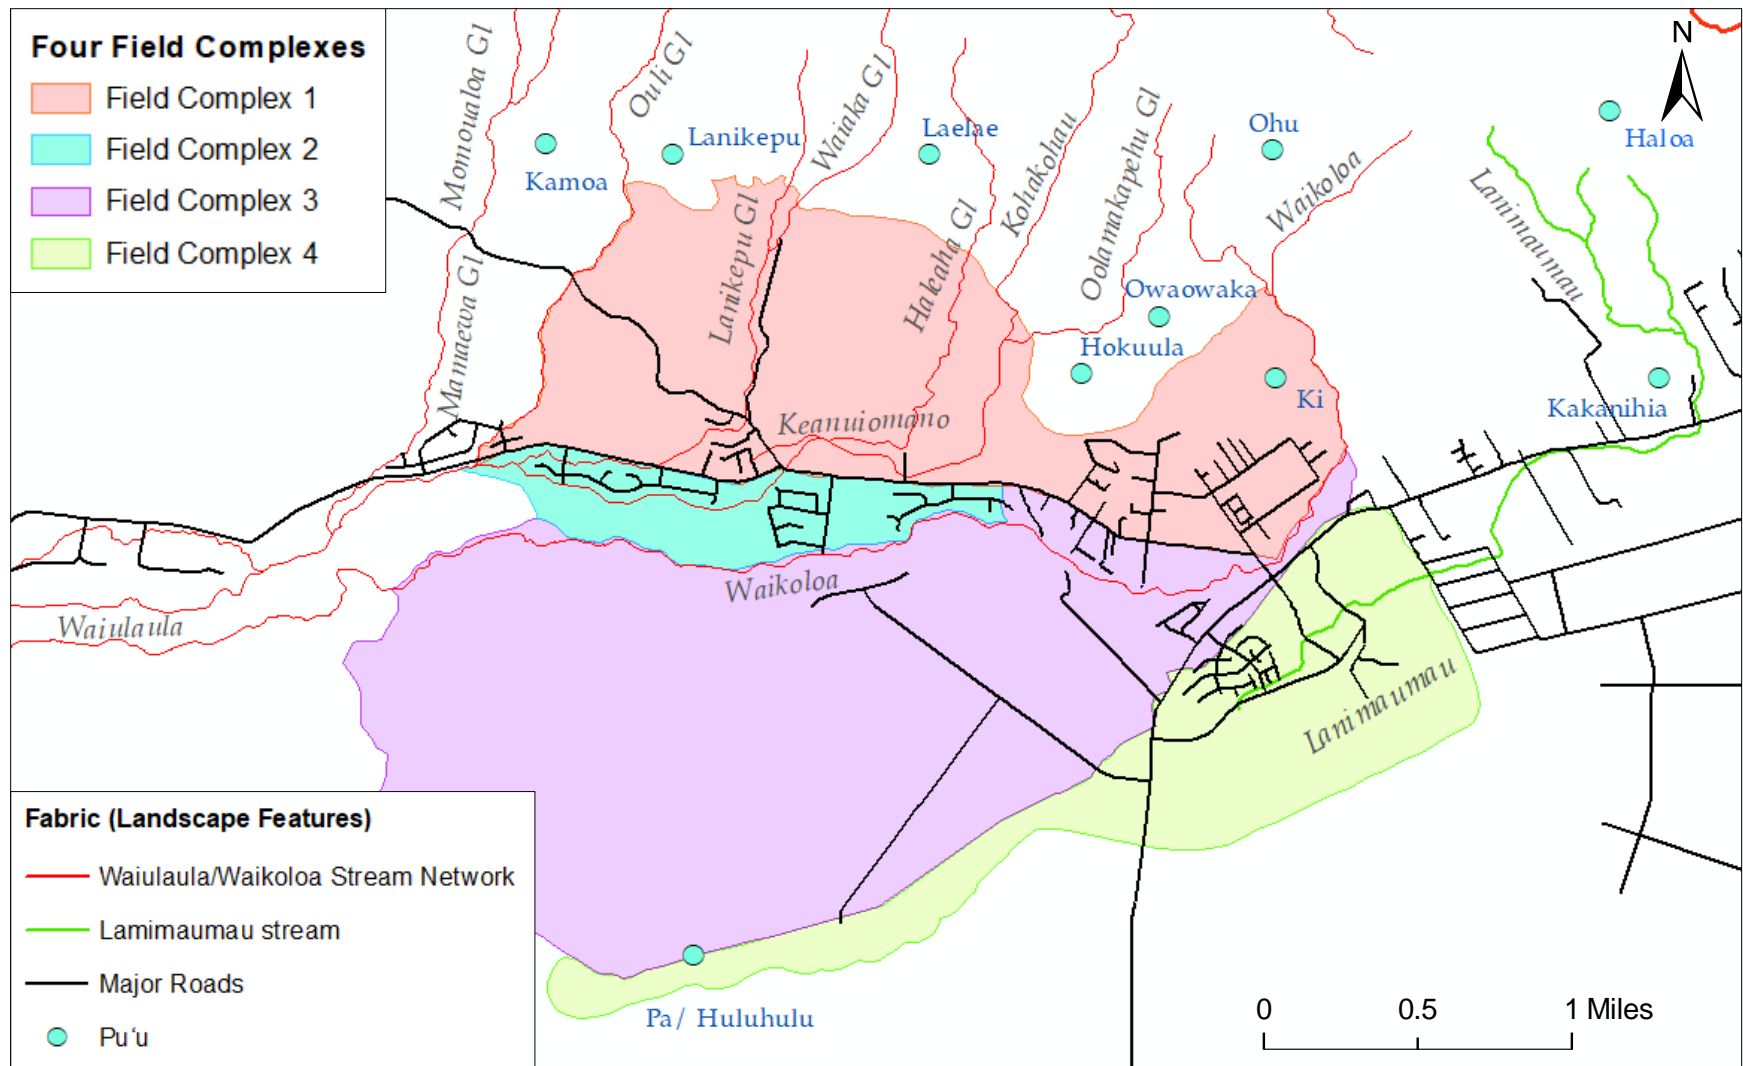 Four Field Complexes
Field Complex 1
Field Complex 2
Field Complex 3
Field Complex 4
N
Momoualoa Gl
Ouli Gl
Waiaka Gl
Lanikepu
Laelae
Kohakohau
Oolamakapehu Gl
Ohu
Waikoloa
Haloa
Lanimaumau
Kamoa
Mamaewa Gl
Lanikepu Gl
Haleaha Gl
Owaowaka
Hokuula
Ki
Kakanihia
Keanuiomano
Waikoloa
Waiulaula
Lanimaumau
Pa/ Huluhulu
Fabric (Landscape Features)
Waiulaula/Waikoloa Stream Network
Lamimaumau stream
Major Roads
Pu‘u
0 0.5 1 Miles